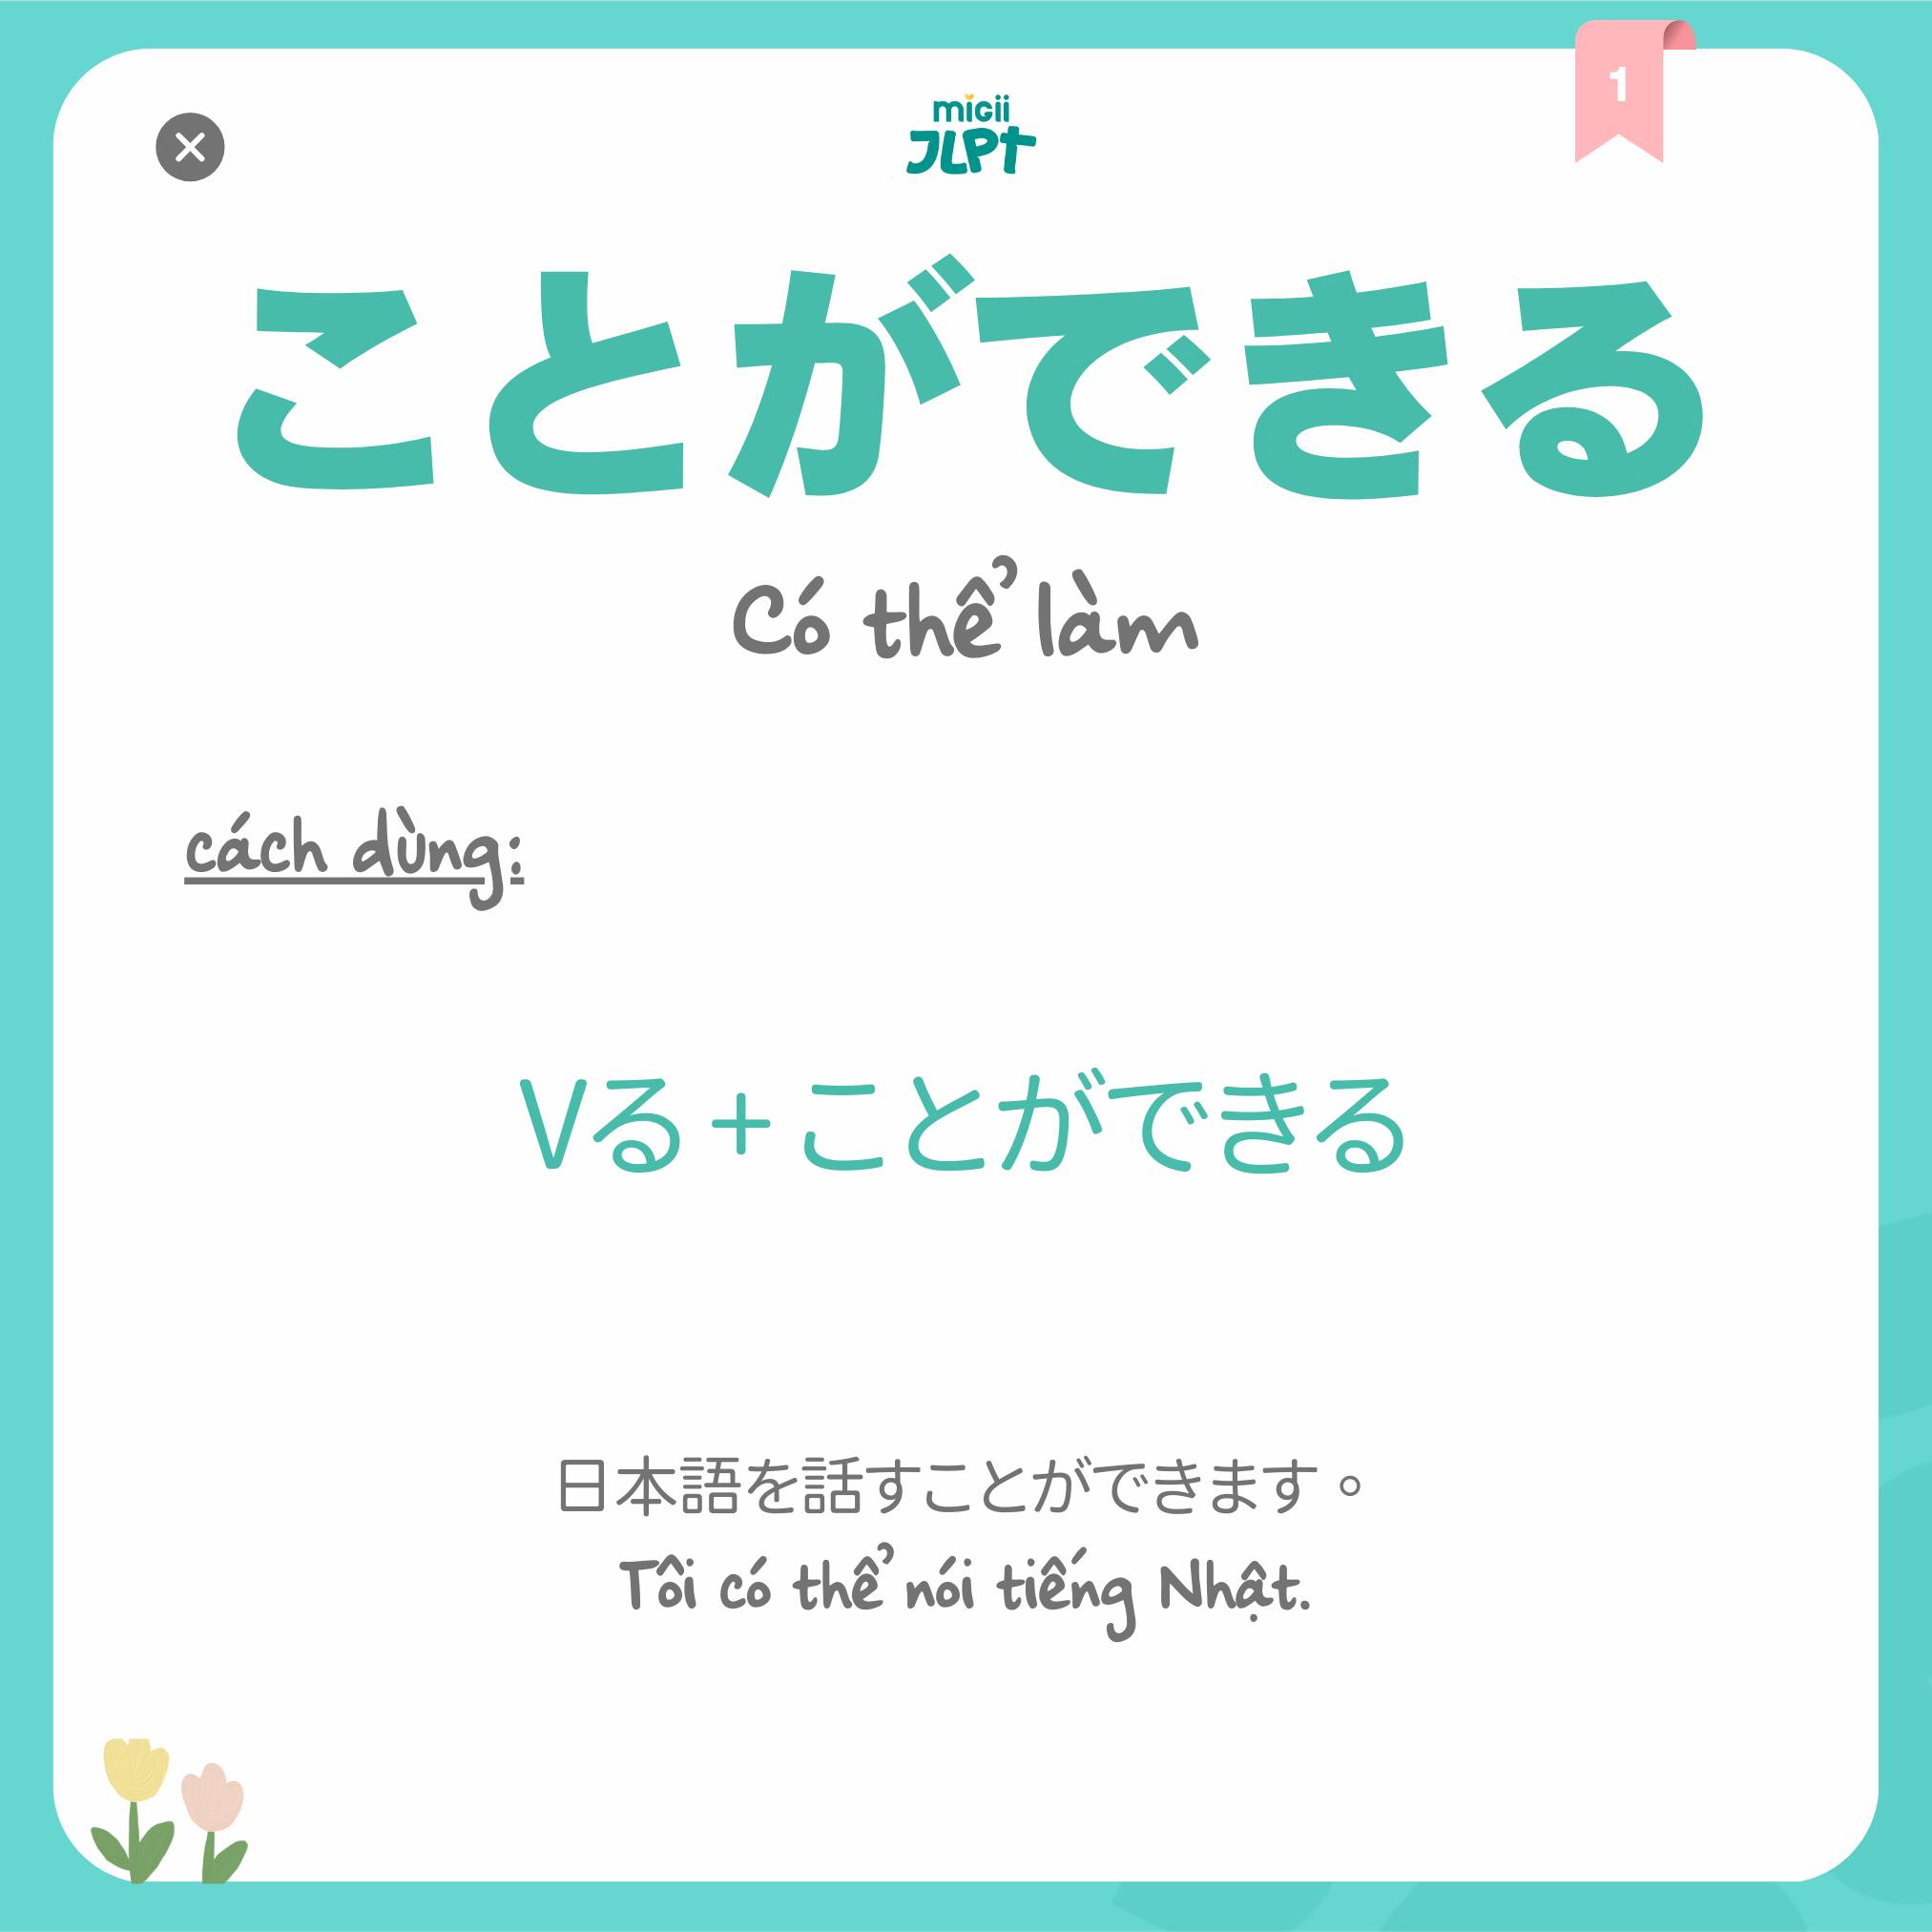 1
micii
JLPT
ことができる
Có thể làm
cách dùng:
Vる + ことができる
日本語を話すことができます。
Tôi có thể nói tiếng Nhật.